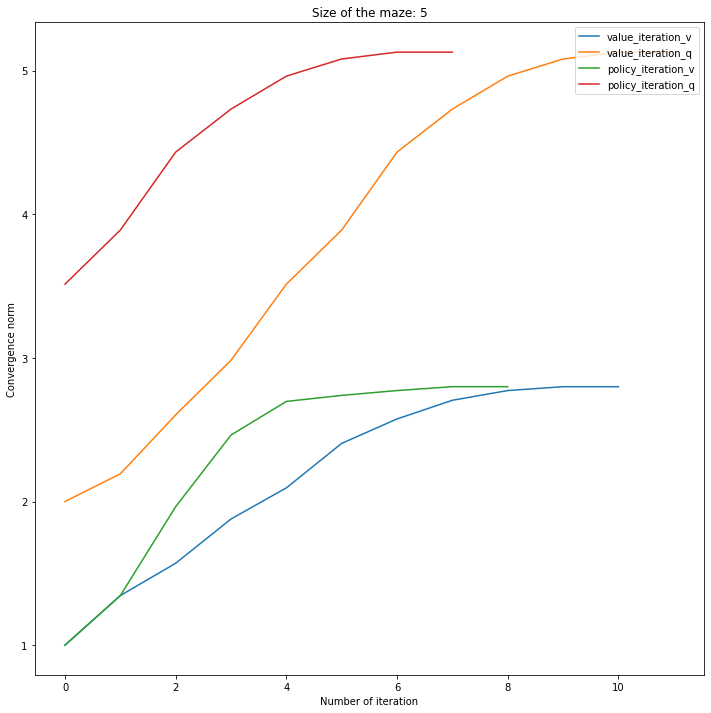 Size of the maze: 5
value_iteration_v
value_iteration_q
policy_iteration_v
policy_iteration_q
5
4
3
2
1
Convergence norm
0 2 4 6 8 10
Number of iteration